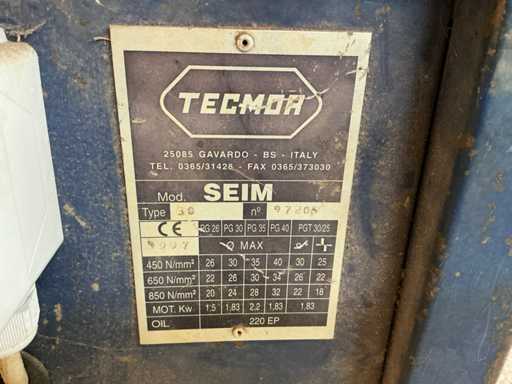 TECMOR
25085 GAVARDO - BS - ITALY
TEL. 0365/31428 - FAX 0365/373030
Mod. SEIM
Type 30 n°
CE PG 26 PG 30 PG 35 PG 40 PGT 30/25
MAX
450 N/mm² 26 30 35 40 30 25
650 N/mm² 22 26 30 34 26 22
850 N/mm² 20 24 28 32 22 18
MOT. Kw 1,5 1,83 2,2 1,83 1,83
OIL 220 EP